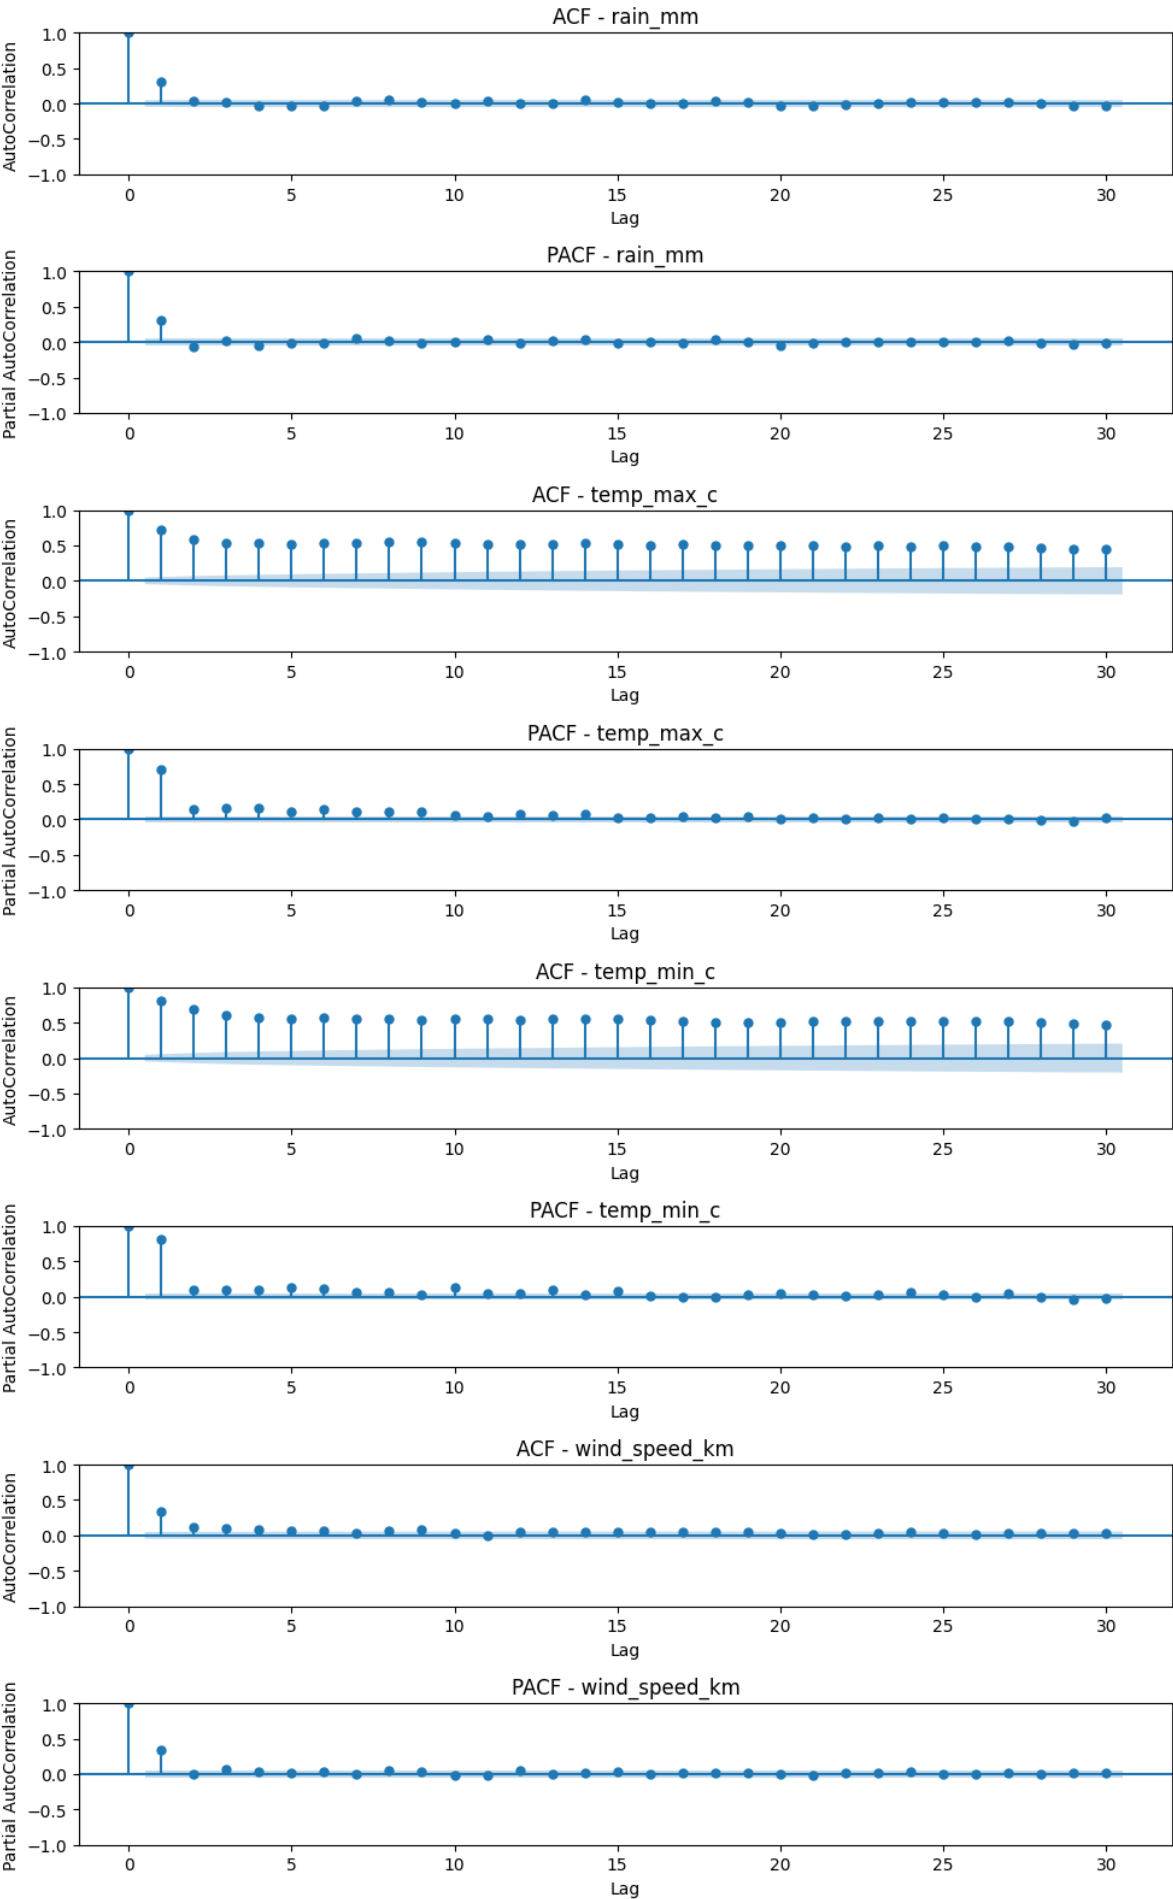 ACF - rain_mm
AutoCorrelation
1.0
0.5
0.0
−0.5
−1.0
0 5 10 15 20 25 30
Lag
PACF - rain_mm
Partial AutoCorrelation
1.0
0.5
0.0
−0.5
−1.0
0 5 10 15 20 25 30
Lag
ACF - temp_max_c
AutoCorrelation
1.0
0.5
0.0
−0.5
−1.0
0 5 10 15 20 25 30
Lag
PACF - temp_max_c
Partial AutoCorrelation
1.0
0.5
0.0
−0.5
−1.0
0 5 10 15 20 25 30
Lag
ACF - temp_min_c
AutoCorrelation
1.0
0.5
0.0
−0.5
−1.0
0 5 10 15 20 25 30
Lag
PACF - temp_min_c
Partial AutoCorrelation
1.0
0.5
0.0
−0.5
−1.0
0 5 10 15 20 25 30
Lag
ACF - wind_speed_km
AutoCorrelation
1.0
0.5
0.0
−0.5
−1.0
0 5 10 15 20 25 30
Lag
PACF - wind_speed_km
Partial AutoCorrelation
1.0
0.5
0.0
−0.5
−1.0
0 5 10 15 20 25 30
Lag